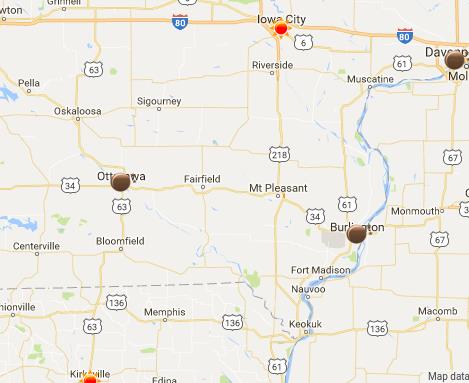 wton
Grinnell
80
Iowa City
6
80
Davenp
Mol
61
63
Riverside
Muscatine
Pella
Sigourney
Oskaloosa
218
67
Ottumwa
Fairfield
34
Mt Pleasant
63
61
34
Monmouth
Burlington
67
Centerville
Bloomfield
Fort Madison
Nauvoo
136
nionville
Memphis
136
Macomb
63
Keokuk
136
61
Kirksville
Edina
Map data